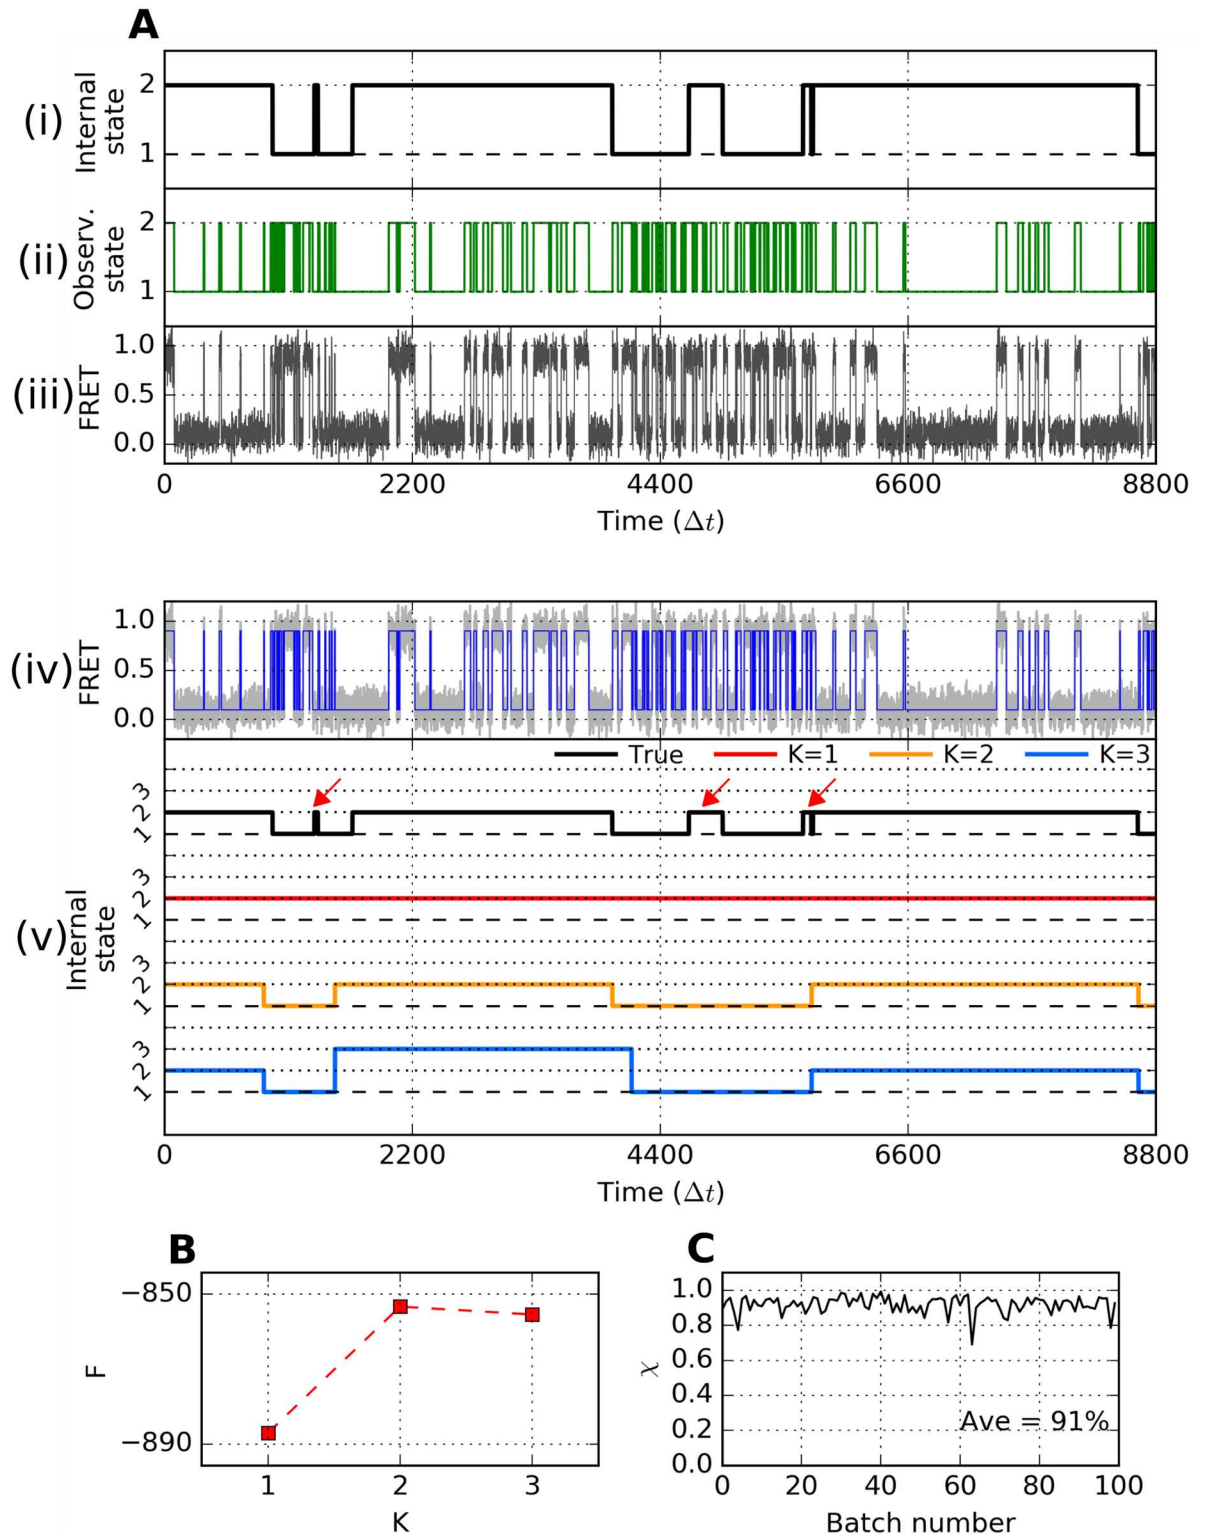 A
(i)
Internal
state
2
1
(ii)
Observ.
state
2
1
(iii)
FRET
1.0
0.5
0.0
0 2200 4400 6600 8800
Time (Δt)
(iv)
FRET
1.0
0.5
0.0
True K=1 K=2 K=3
(v)
Internal
state
3
2
1
3
2
1
3
2
1
3
2
1
0 2200 4400 6600 8800
Time (Δt)
B
F
−850
−890
1 2 3
K
C
χ
1.0
0.8
0.6
0.4
0.2
0.0
Ave = 91%
0 20 40 60 80 100
Batch number